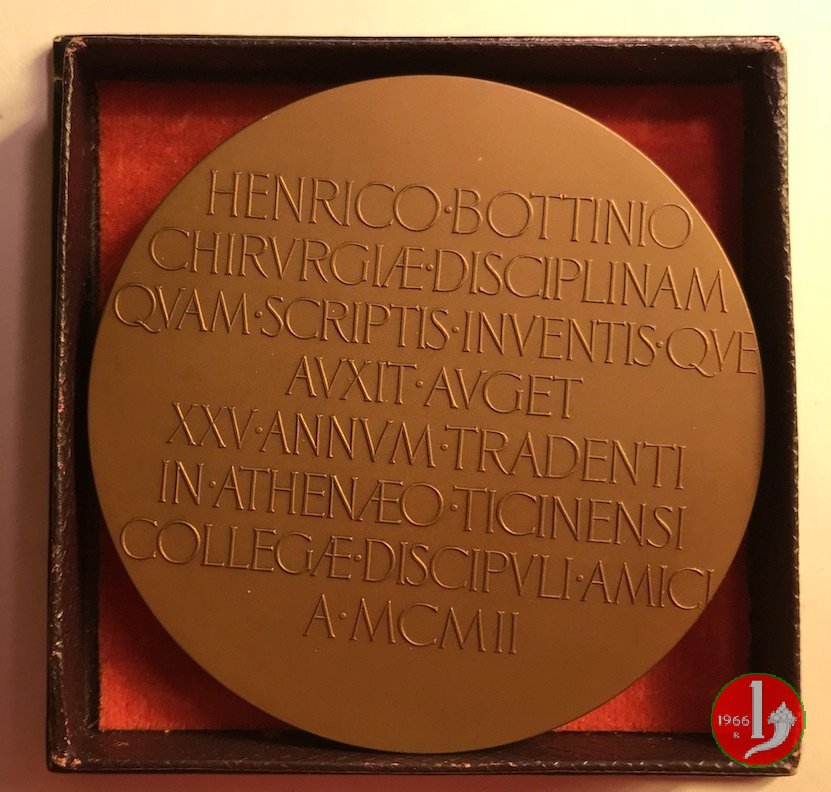 HENRICO·BOTTINIO
CHIRVRGIÆ·DISCIPLINAM
QVAM·SCRIPTIS·INVENTIS·QVE
AVXIT·AVGET
XXV·ANNVM·TRADENTI
IN·ATHENÆO·TICINENSI
COLLEGÆ·DISCIPVLI·AMICI
A·MCMII
1966